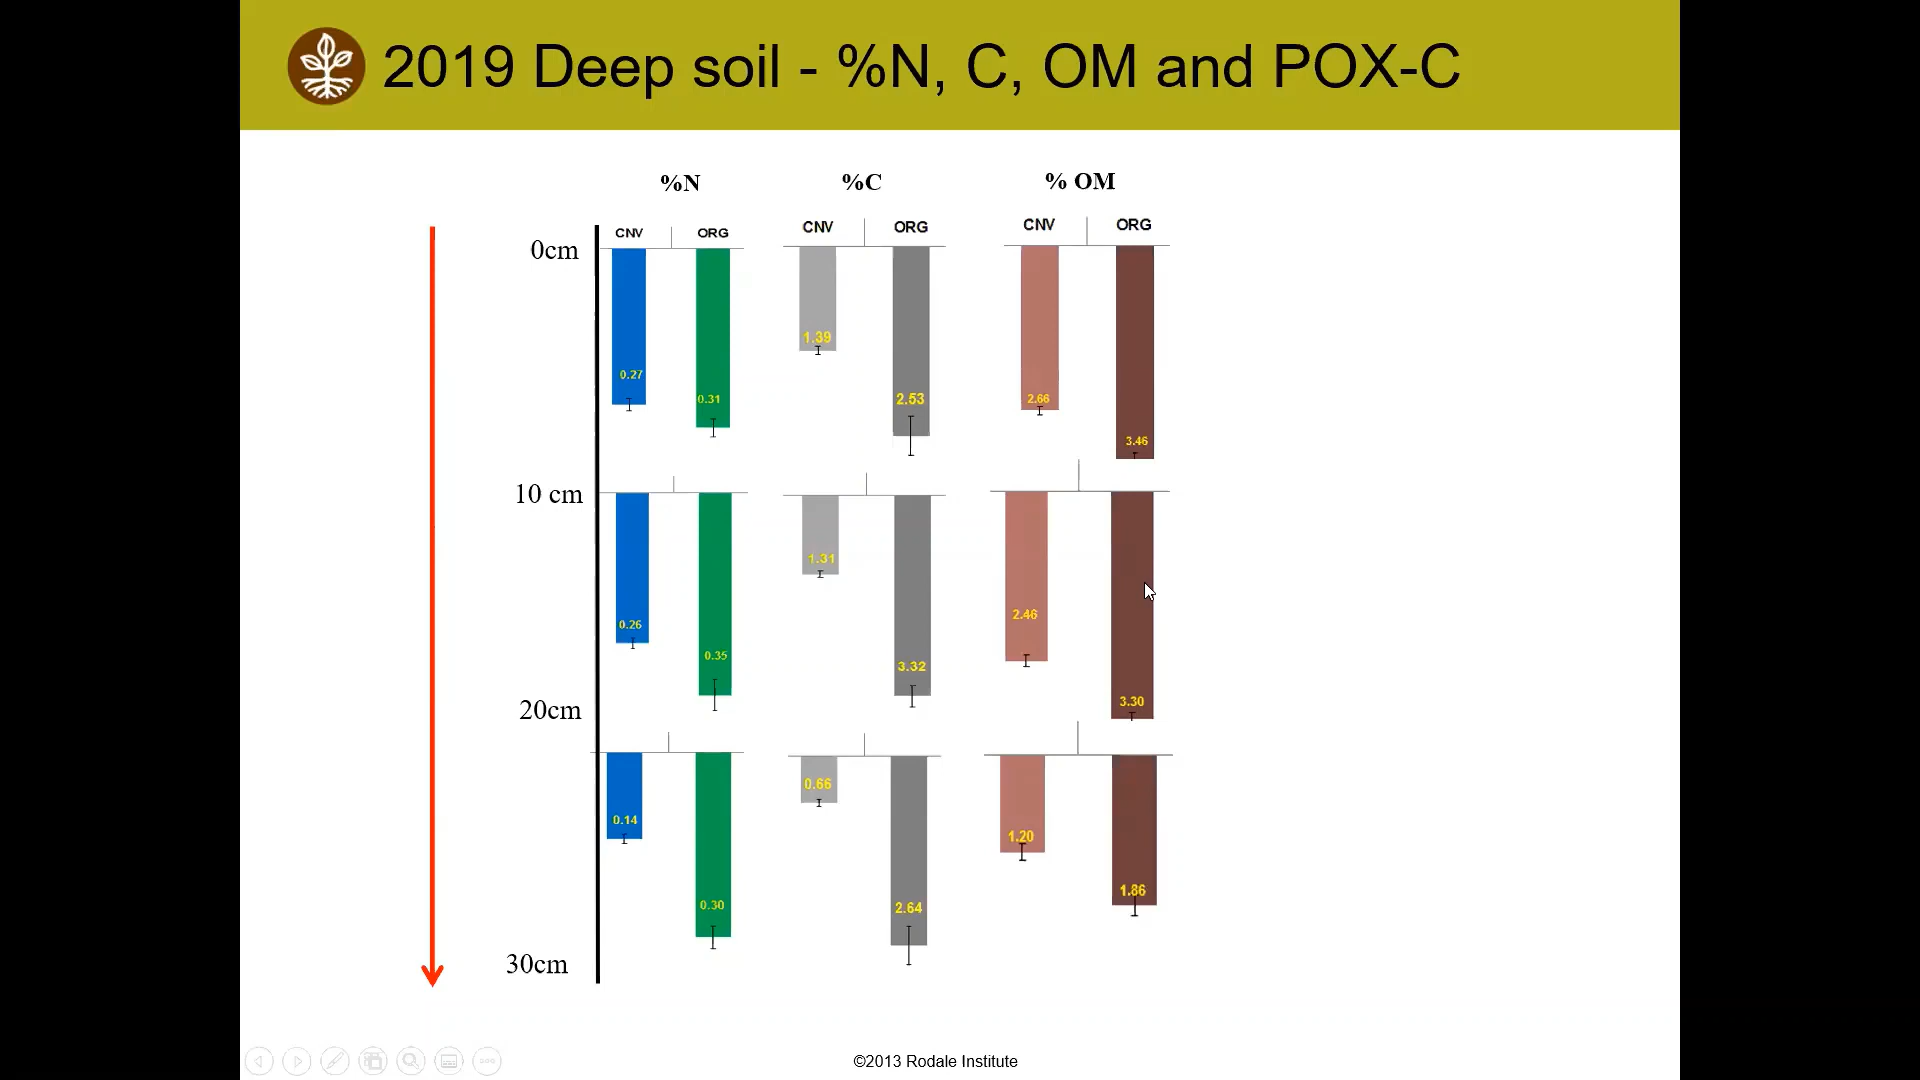 2019 Deep soil - %N, C, OM and POX-C
%N %C % OM
CNV ORG CNV ORG CNV ORG
0cm
0.27 0.31 1.39 2.53 2.66 3.46
10 cm
0.26 0.35 1.31 3.32 2.46 3.30
20cm
0.14 0.30 0.66 2.64 1.20 1.86
30cm
©2013 Rodale Institute